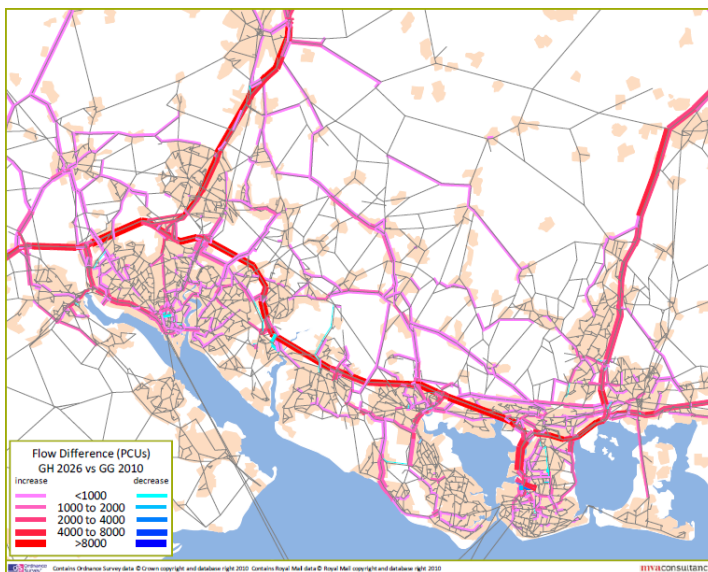 Flow Difference (PCUs)
GH 2026 vs GG 2010
increase decrease
<1000
1000 to 2000
2000 to 4000
4000 to 8000
>8000
Ordnance Survey Contains Ordnance Survey data © Crown copyright and database right 2010 Contains Royal Mail data © Royal Mail copyright and database right 2010 mvaconsultanc